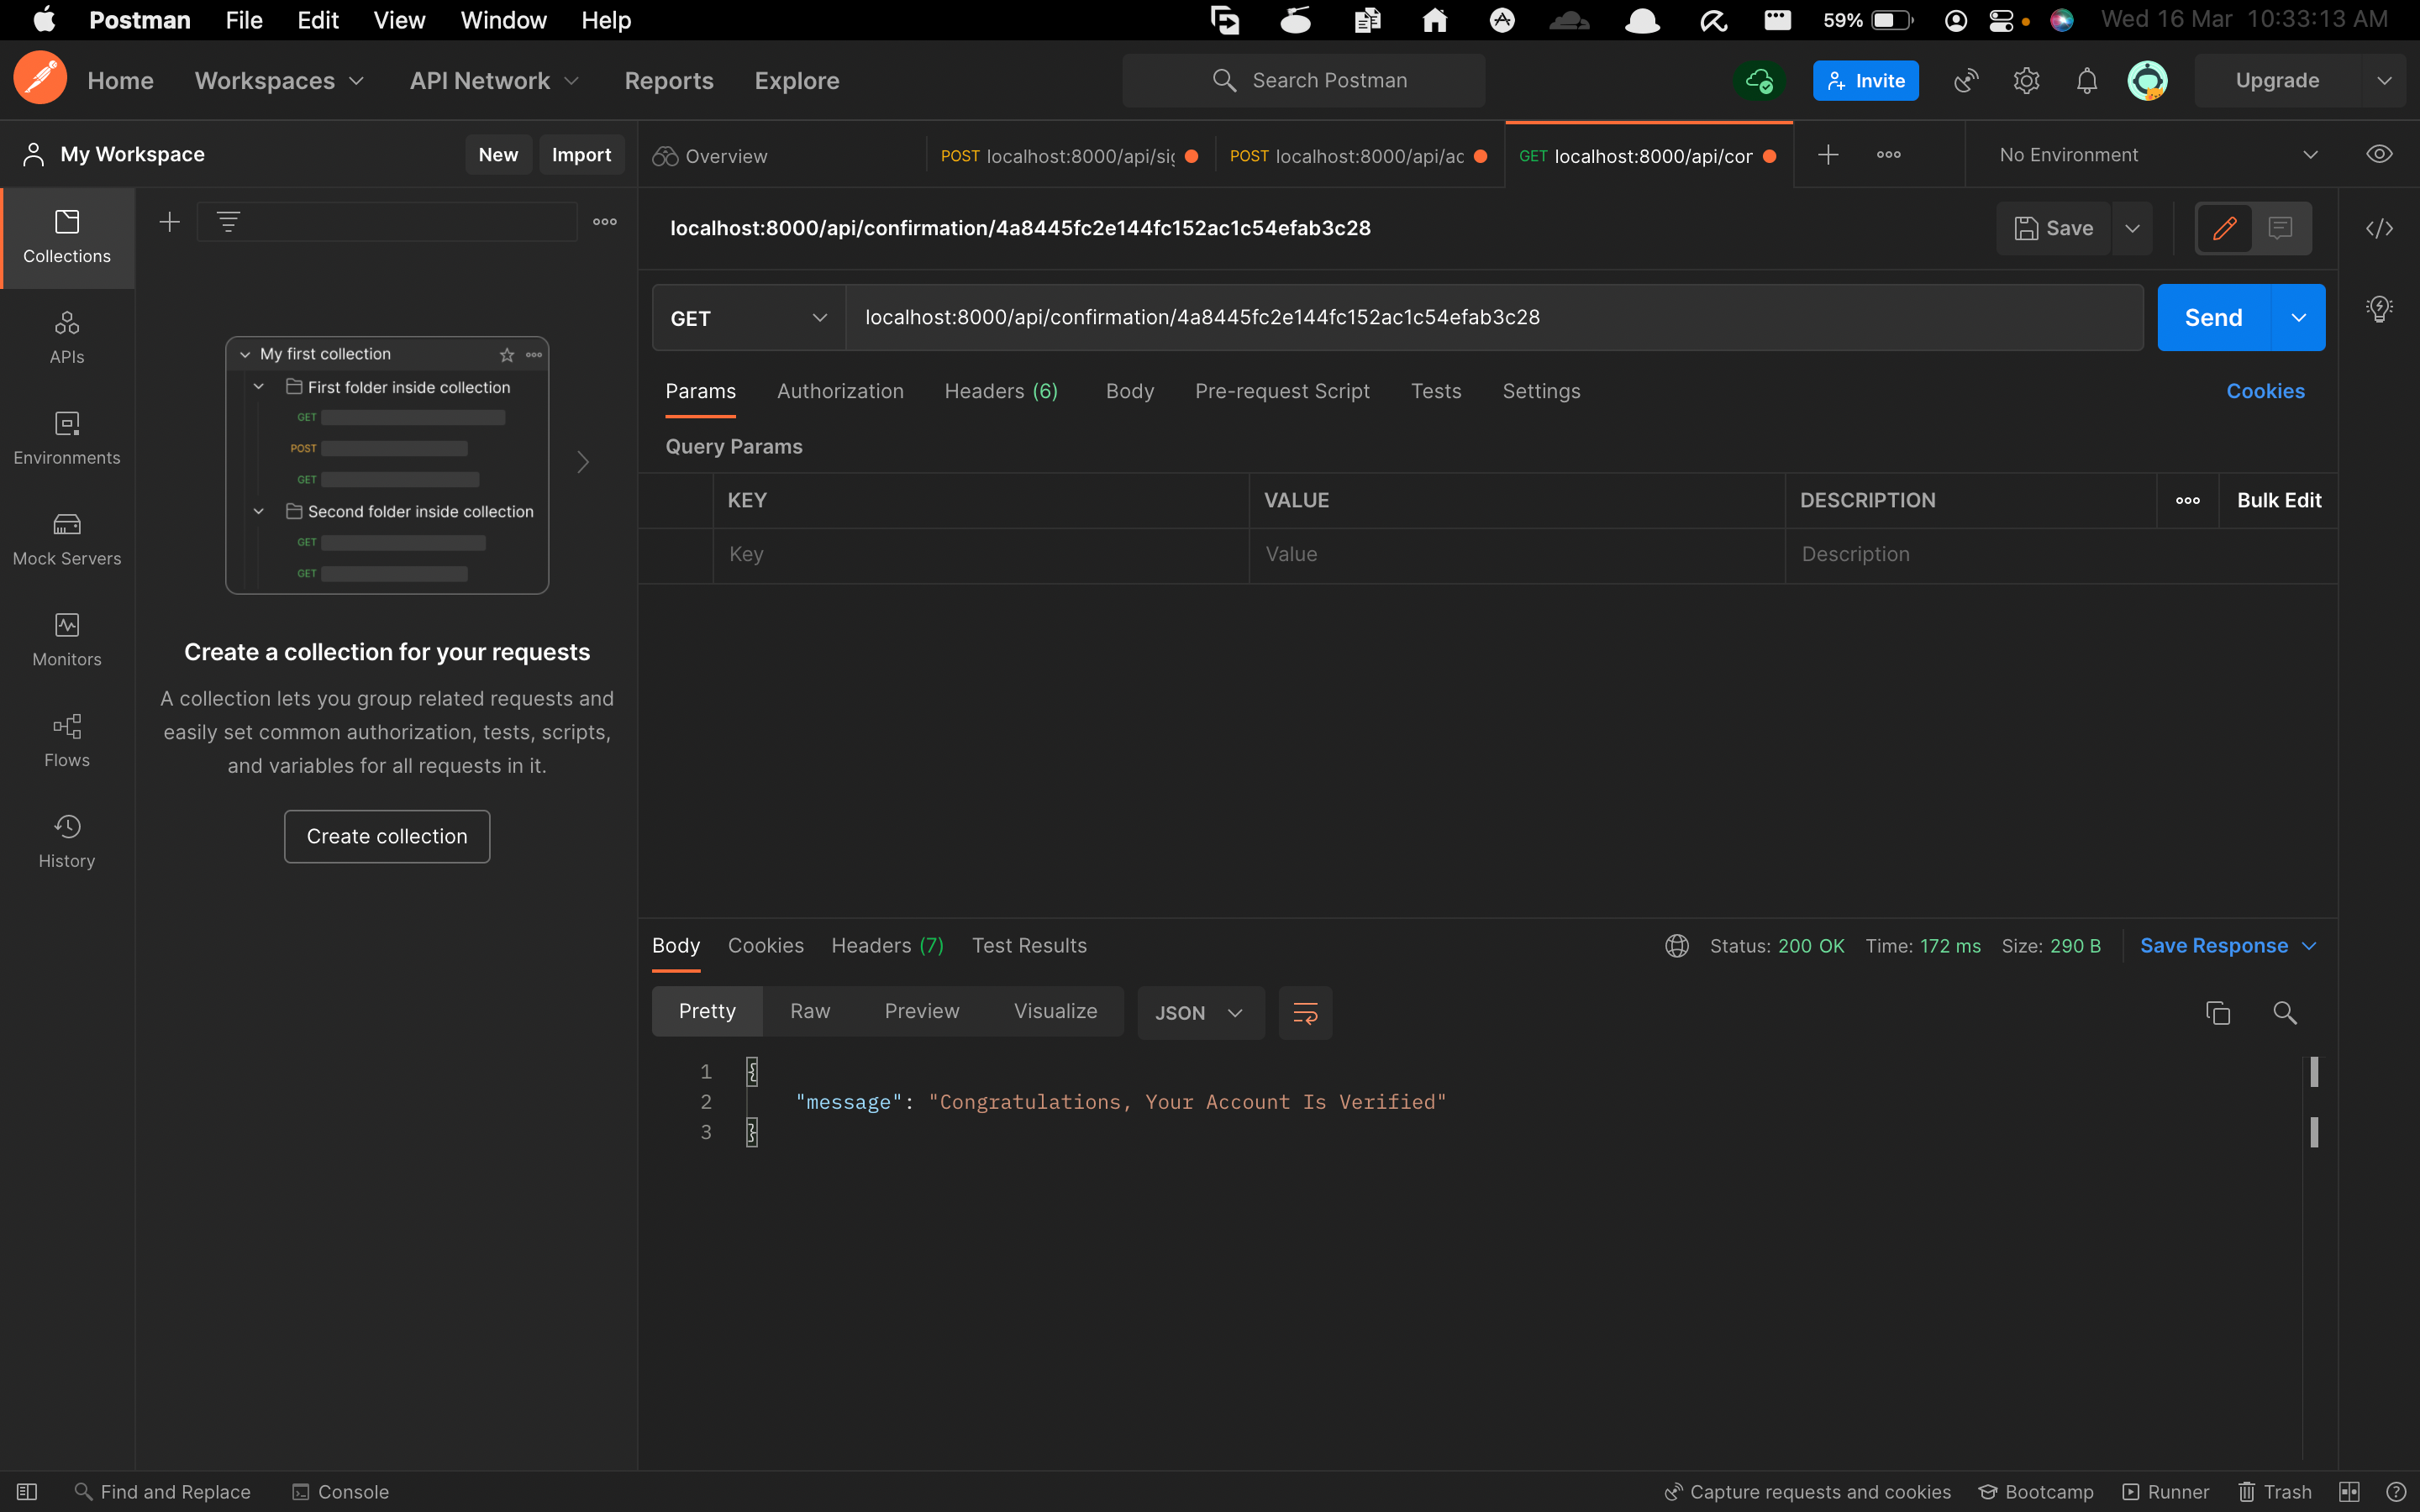 Postman File Edit View Window Help 59% Wed 16 Mar 10:33:13 AM
Home Workspaces API Network Reports Explore Search Postman Invite Upgrade
My Workspace New Import Overview POST localhost:8000/api/sig POST localhost:8000/api/ac GET localhost:8000/api/cor No Environment
Collections
APIs
Environments
Mock Servers
Monitors
Flows
History
My first collection
First folder inside collection
GET
POST
GET
Second folder inside collection
GET
GET
Create a collection for your requests
A collection lets you group related requests and
easily set common authorization, tests, scripts,
and variables for all requests in it.
Create collection
localhost:8000/api/confirmation/4a8445fc2e144fc152ac1c54efab3c28 Save
GET localhost:8000/api/confirmation/4a8445fc2e144fc152ac1c54efab3c28 Send
Params Authorization Headers (6) Body Pre-request Script Tests Settings Cookies
Query Params
KEY VALUE DESCRIPTION Bulk Edit
Key Value Description
Body Cookies Headers (7) Test Results Status: 200 OK Time: 172 ms Size: 290 B Save Response
Pretty Raw Preview Visualize JSON
1 {
2 "message": "Congratulations, Your Account Is Verified"
3 }
Find and Replace Console Capture requests and cookies Bootcamp Runner Trash